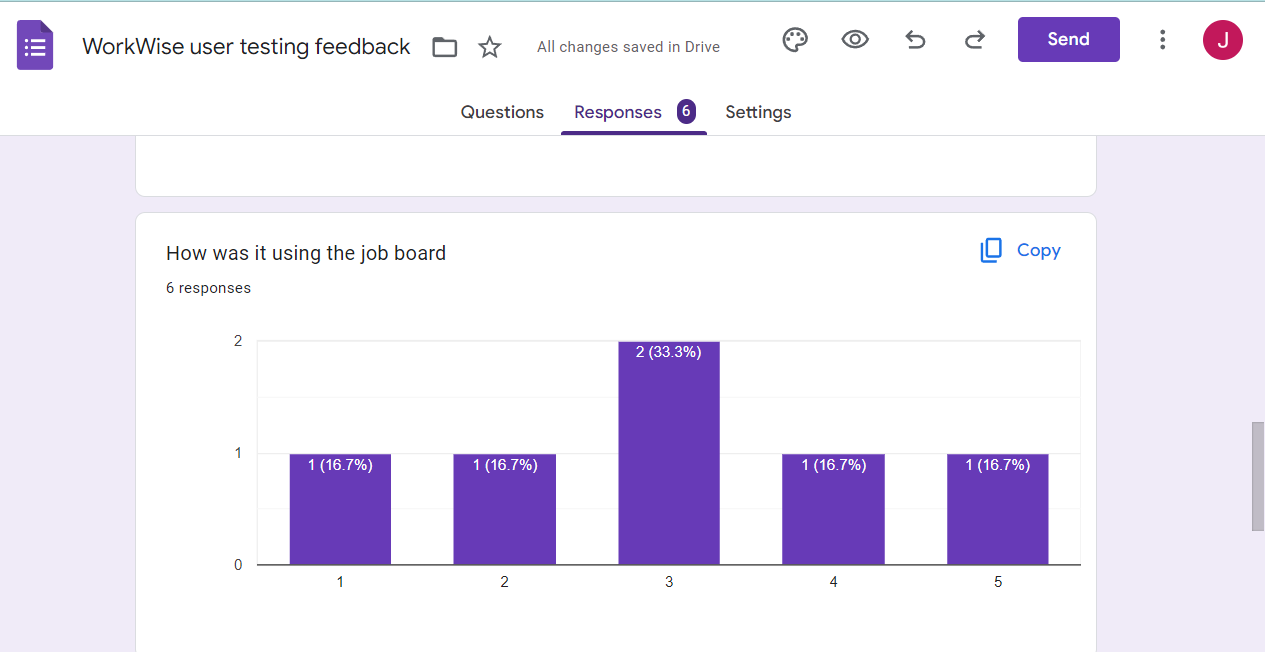 WorkWise user testing feedback
All changes saved in Drive
Send
J
Questions
Responses 6
Settings
How was it using the job board
Copy
6 responses
2
1
0
1 (16.7%)
1 (16.7%)
2 (33.3%)
1 (16.7%)
1 (16.7%)
1
2
3
4
5